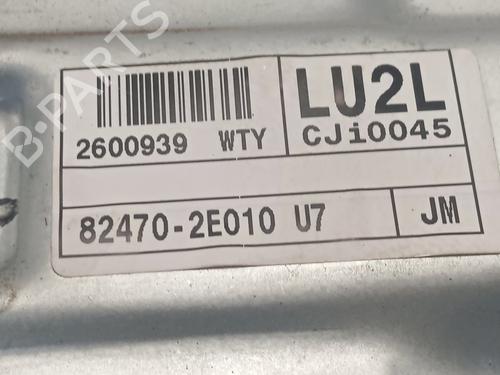 B-PARTS
LU2L
2600939 WTY
CJi0045
82470-2E010 U7
JM